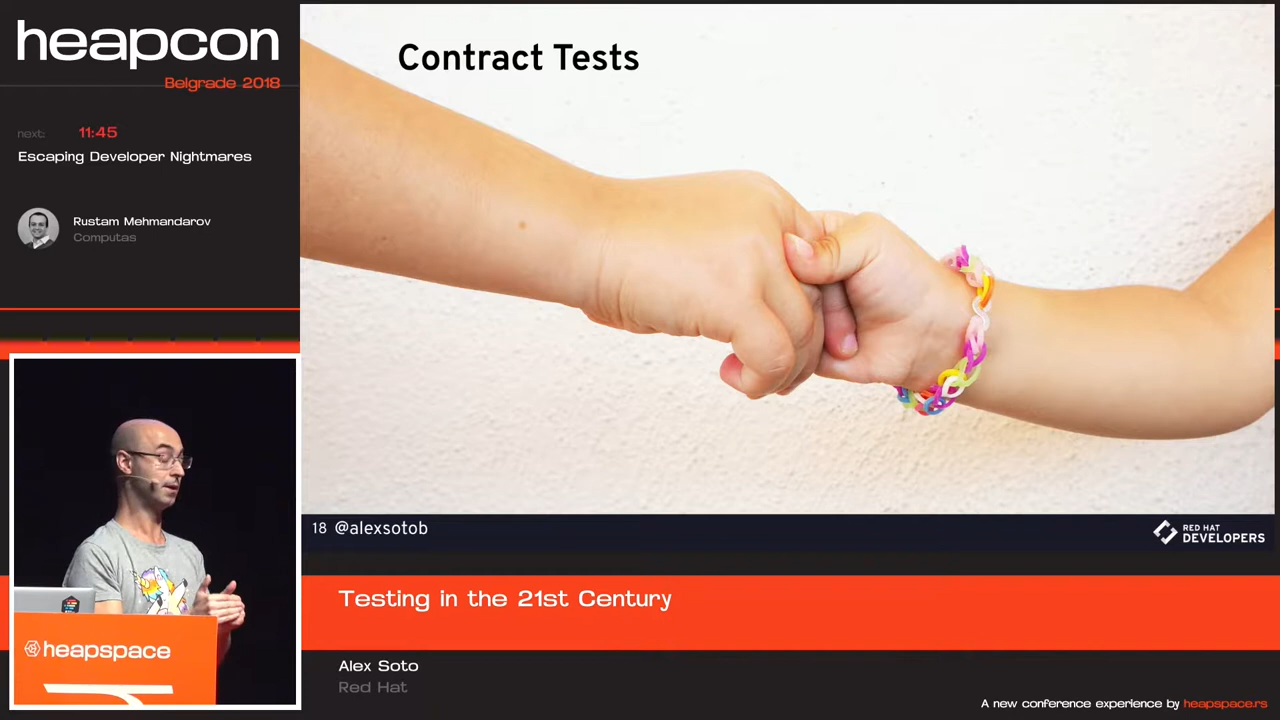 heapcon
Belgrade 2018
next: 11:45
Escaping Developer Nightmares
Rustam Mehmandarov
Computas
Contract Tests
18 @alexsotob
RED HAT
DEVELOPERS
heapspace
Testing in the 21st Century
Alex Soto
Red Hat
A new conference experience by heapspace.rs